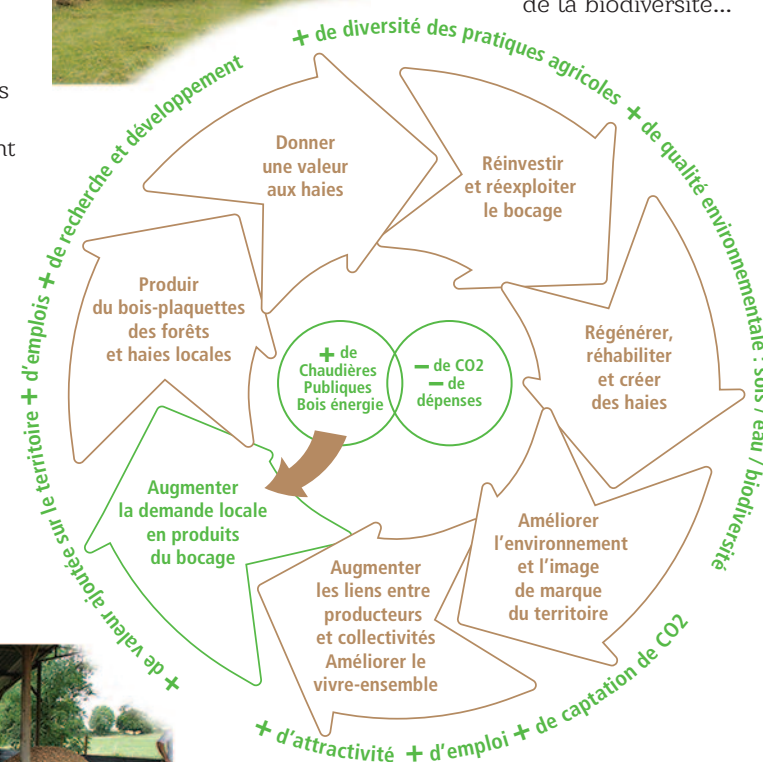 de la biodiversité...
s
nt
+ de diversité des pratiques agricoles
+ de qualité environnementale : sols / eau / biodiversité
+ de captation de CO2
+ d'emploi
+ d'attractivité
+ de valeur ajoutée sur le territoire
+ d'emplois
+ de recherche et développement
Donner
une valeur
aux haies
Réinvestir
et réexploiter
le bocage
Régénérer,
réhabiliter
et créer
des haies
Améliorer
l'environnement
et l'image
de marque
du territoire
Augmenter
les liens entre
producteurs
et collectivités
Améliorer le
vivre-ensemble
Augmenter
la demande locale
en produits
du bocage
Produir
du bois-plaquettes
des forêts
et haies locales
+ de
Chaudières
Publiques
Bois énergie
– de CO2
– de
dépenses